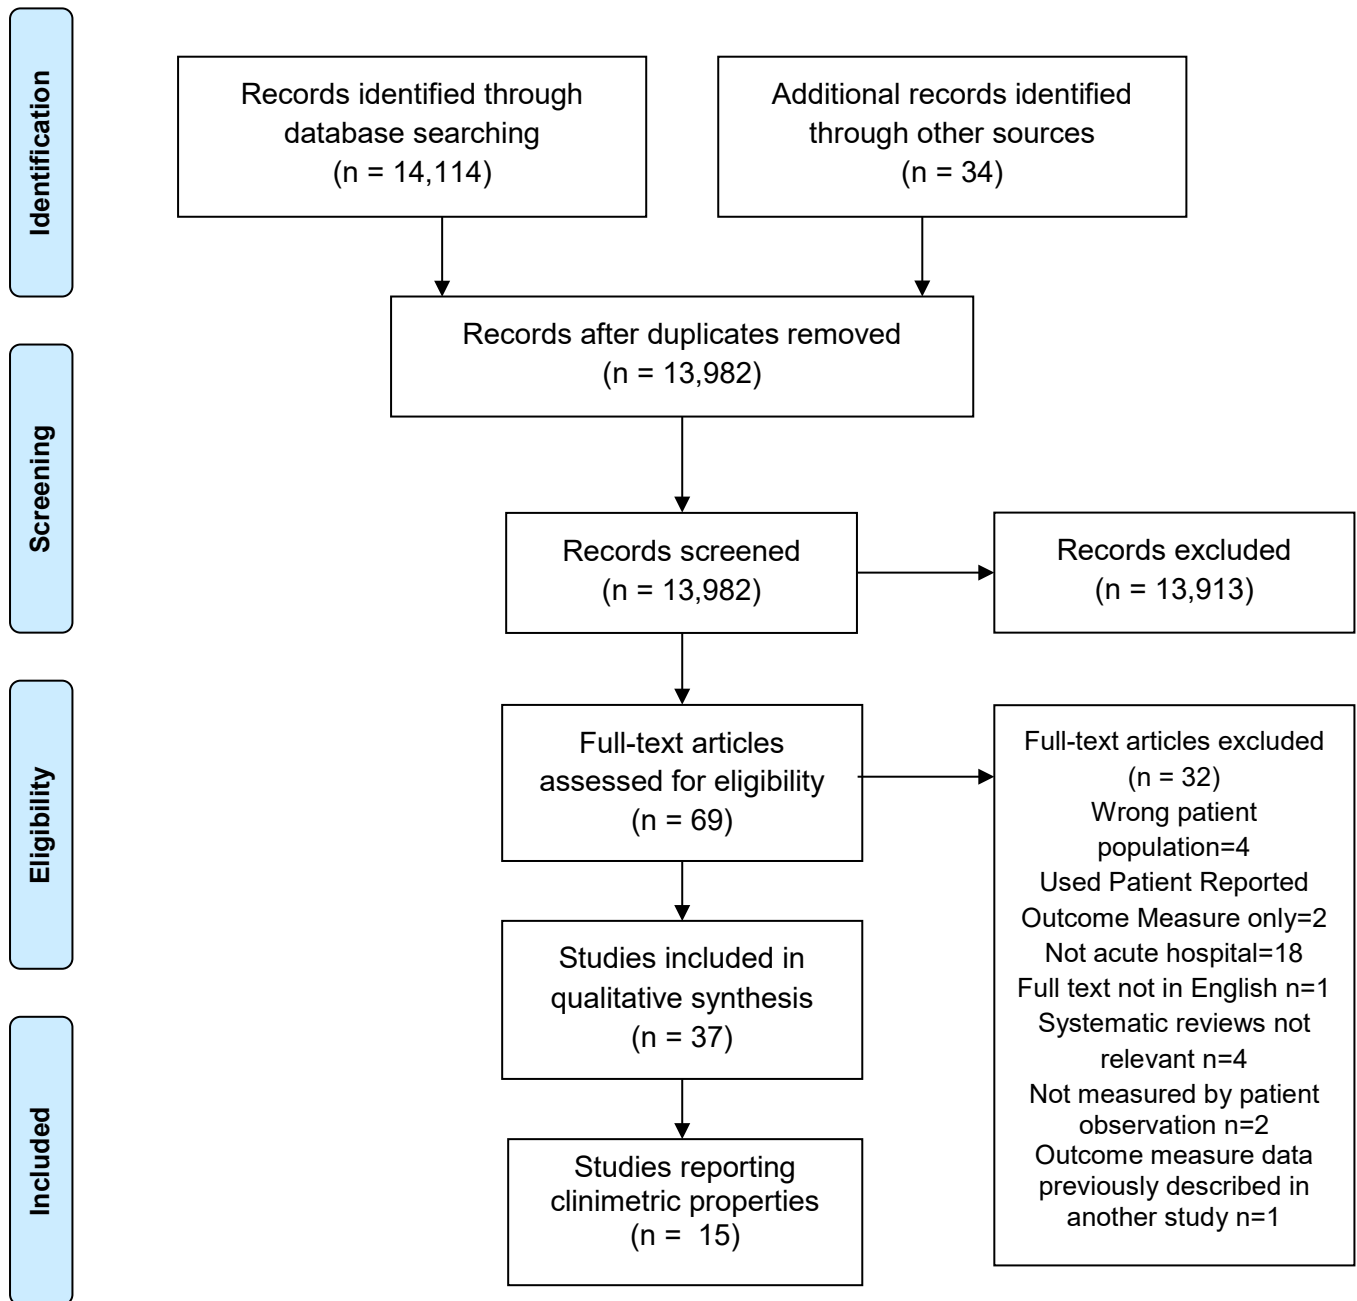 Identification
Records identified through
database searching
(n = 14,114)
Additional records identified
through other sources
(n = 34)
Records after duplicates removed
(n = 13,982)
Screening
Records screened
(n = 13,982)
Records excluded
(n = 13,913)
Eligibility
Full-text articles
assessed for eligibility
(n = 69)
Full-text articles excluded
(n = 32)
Wrong patient
population=4
Used Patient Reported
Outcome Measure only=2
Not acute hospital=18
Full text not in English n=1
Systematic reviews not
relevant n=4
Not measured by patient
observation n=2
Outcome measure data
previously described in
another study n=1
Studies included in
qualitative synthesis
(n = 37)
Included
Studies reporting
clinimetric properties
(n =  15)